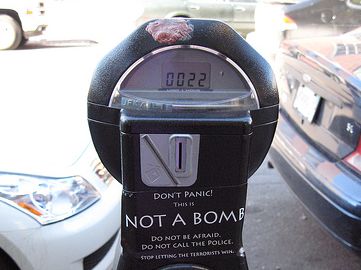 0022
DON'T PANIC!
THIS IS
NOT A BOMB
DO NOT BE AFRAID.
DO NOT CALL THE POLICE.
STOP LETTING THE TERRORISTS WIN.